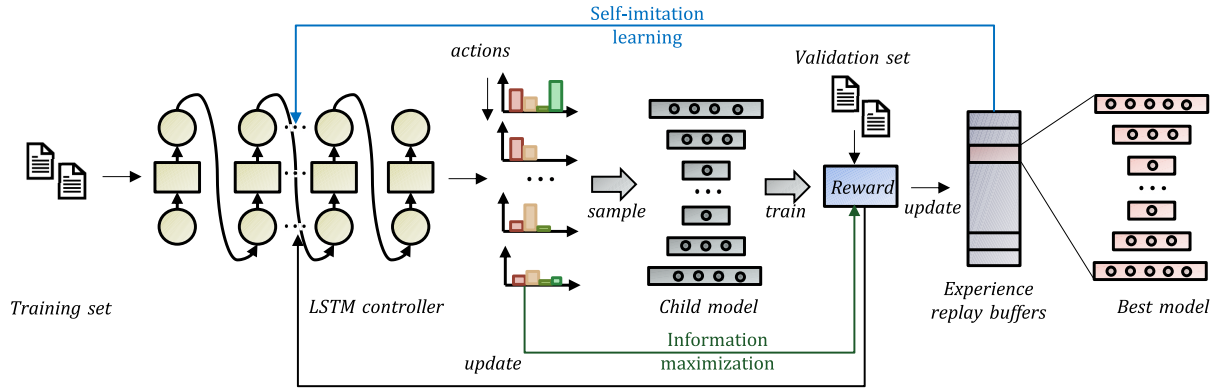 Self-imitation
learning
actions
Validation set
Reward
sample
train
update
Training set
LSTM controller
Child model
Experience
replay buffers
Best model
Information
maximization
update